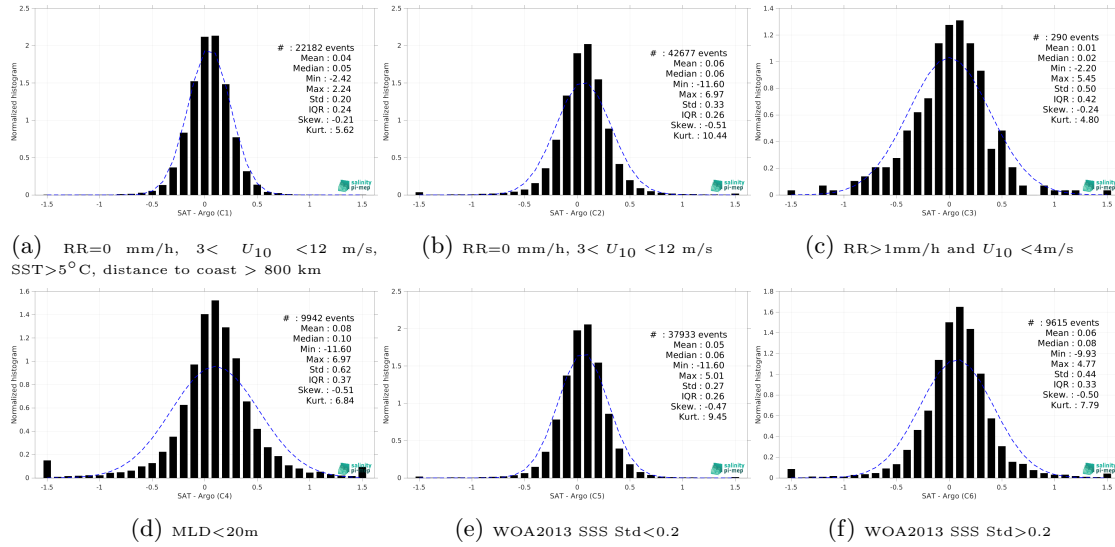 2.5
2
1.5
1
0.5
0
Normalized histogram
# : 22182 events
Mean : 0.04
Median : 0.05
Min : -2.42
Max : 2.24
Std : 0.20
IQR : 0.24
Skew. : -0.21
Kurt. : 5.62
salinity
pi-mep
-1.5 -1 -0.5 0 0.5 1 1.5
SAT - Argo (C1)
(a) RR=0 mm/h, 3< U10 <12 m/s,
SST>5°C, distance to coast > 800 km
2.5
2
1.5
1
0.5
0
Normalized histogram
# : 42677 events
Mean : 0.06
Median : 0.06
Min : -11.60
Max : 6.97
Std : 0.33
IQR : 0.26
Skew. : -0.51
Kurt. : 10.44
salinity
pi-mep
-1.5 -1 -0.5 0 0.5 1 1.5
SAT - Argo (C2)
(b) RR=0 mm/h, 3< U10 <12 m/s
1.4
1.2
1
0.8
0.6
0.4
0.2
0
Normalized histogram
# : 290 events
Mean : 0.01
Median : 0.02
Min : -2.20
Max : 5.45
Std : 0.50
IQR : 0.42
Skew. : -0.24
Kurt. : 4.80
salinity
pi-mep
-1.5 -1 -0.5 0 0.5 1 1.5
SAT - Argo (C3)
(c) RR>1mm/h and U10 <4m/s
1.6
1.4
1.2
1
0.8
0.6
0.4
0.2
0
Normalized histogram
# : 9942 events
Mean : 0.08
Median : 0.10
Min : -11.60
Max : 6.97
Std : 0.62
IQR : 0.37
Skew. : -0.51
Kurt. : 6.84
salinity
pi-mep
-1.5 -1 -0.5 0 0.5 1 1.5
SAT - Argo (C4)
(d) MLD<20m
2.5
2
1.5
1
0.5
0
Normalized histogram
# : 37933 events
Mean : 0.05
Median : 0.06
Min : -11.60
Max : 5.01
Std : 0.27
IQR : 0.26
Skew. : -0.47
Kurt. : 9.45
salinity
pi-mep
-1.5 -1 -0.5 0 0.5 1 1.5
SAT - Argo (C5)
(e) WOA2013 SSS Std<0.2
1.8
1.6
1.4
1.2
1
0.8
0.6
0.4
0.2
0
Normalized histogram
# : 9615 events
Mean : 0.06
Median : 0.08
Min : -9.93
Max : 4.77
Std : 0.44
IQR : 0.33
Skew. : -0.50
Kurt. : 7.79
salinity
pi-mep
-1.5 -1 -0.5 0 0.5 1 1.5
SAT - Argo (C6)
(f) WOA2013 SSS Std>0.2